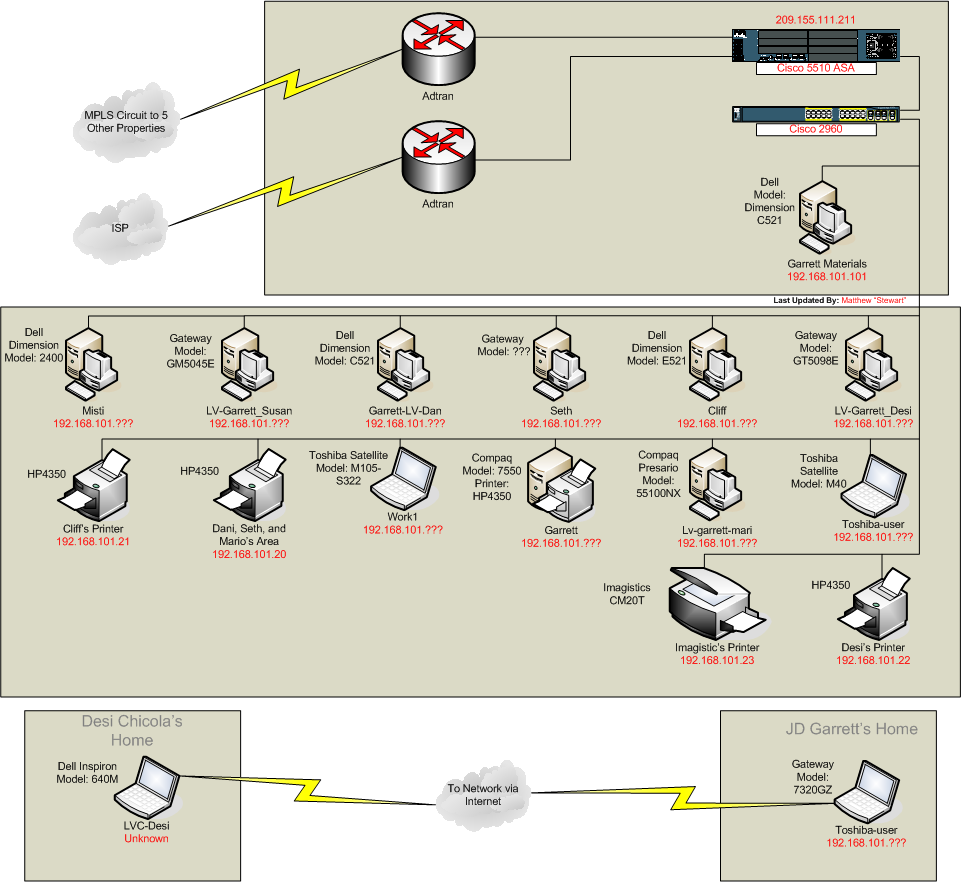 209.155.111.211
Cisco 5510 ASA
Cisco 2960
Adtran
MPLS Circuit to 5
Other Properties
Adtran
ISP
Dell
Model:
Dimension
C521
Garrett Materials
192.168.101.101
Last Updated By: Matthew "Stewart"
Dell
Dimension
Model: 2400
Misti
192.168.101.???
Gateway
Model:
GM5045E
LV-Garrett_Susan
192.168.101.???
Dell
Dimension
Model: C521
Garrett-LV-Dan
192.168.101.???
Gateway
Model: ???
Seth
192.168.101.???
Dell
Dimension
Model: E521
Cliff
192.168.101.???
Gateway
Model:
GT5098E
LV-Garrett_Desi
192.168.101.???
HP4350
Cliff's Printer
192.168.101.21
HP4350
Dani, Seth, and
Mario's Area
192.168.101.20
Toshiba Satellite
Model: M105-
S322
Work1
192.168.101.???
Compaq
Model: 7550
Printer:
HP4350
Garrett
192.168.101.???
Compaq
Presario
Model:
55100NX
Lv-garrett-mari
192.168.101.???
Toshiba
Satellite
Model: M40
Toshiba-user
192.168.101.???
Imagistics
CM20T
Imagistic's Printer
192.168.101.23
HP4350
Desi's Printer
192.168.101.22
Desi Chicola's
Home
Dell Inspiron
Model: 640M
LVC-Desi
Unknown
To Network via
Internet
JD Garrett's Home
Gateway
Model:
7320GZ
Toshiba-user
192.168.101.???